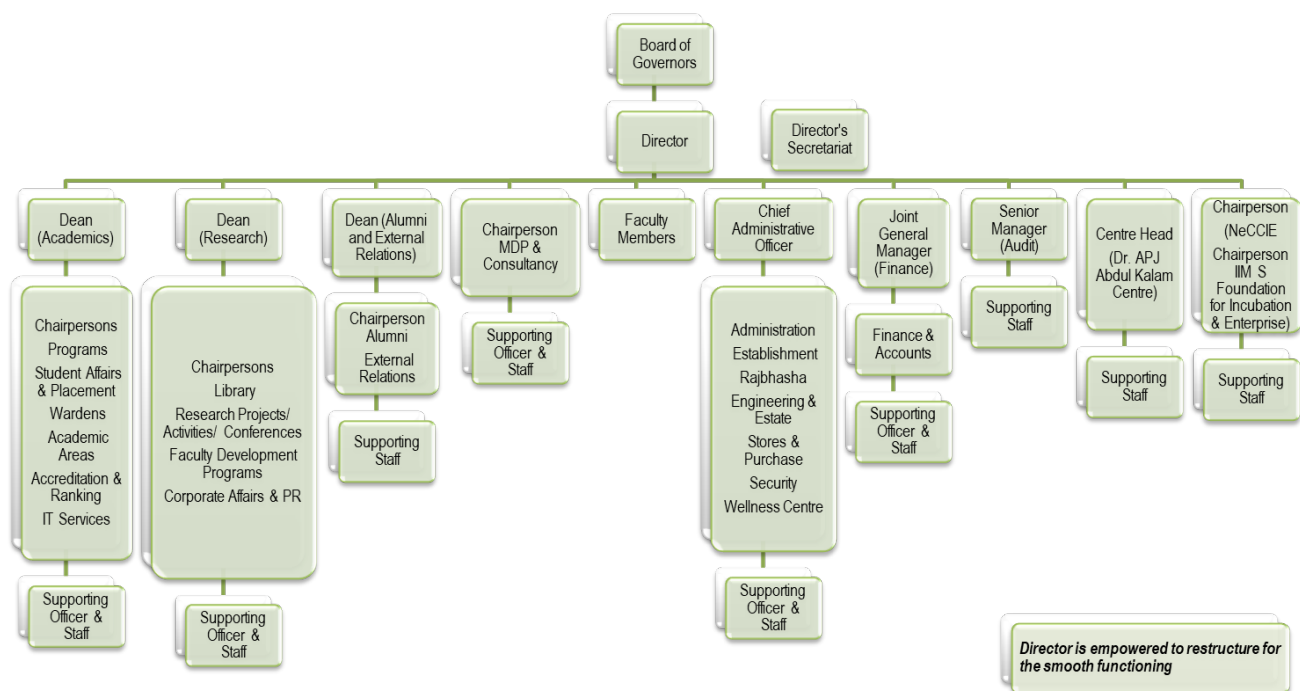 Board of
Governors
Director
Director's
Secretariat
Dean
(Academics)
Dean
(Research)
Dean (Alumni
and External
Relations)
Chairperson
MDP &
Consultancy
Faculty
Members
Chief
Administrative
Officer
Joint
General
Manager
(Finance)
Senior
Manager
(Audit)
Centre Head
(Dr. APJ
Abdul Kalam
Centre)
Chairperson
(NeCCIE
Chairperson
IIM S
Foundation
for Incubation
& Enterprise)
Chairpersons
Programs
Student Affairs
& Placement
Wardens
Academic
Areas
Accreditation &
Ranking
IT Services
Chairpersons
Library
Research Projects/
Activities/ Conferences
Faculty Development
Programs
Corporate Affairs & PR
Chairperson
Alumni
External
Relations
Supporting
Officer &
Staff
Administration
Establishment
Rajbhasha
Engineering &
Estate
Stores &
Purchase
Security
Wellness Centre
Finance &
Accounts
Supporting
Staff
Supporting
Staff
Supporting
Staff
Supporting
Staff
Supporting
Officer &
Staff
Supporting
Officer &
Staff
Supporting
Officer &
Staff
Supporting
Officer &
Staff
Director is empowered to restructure for
the smooth functioning